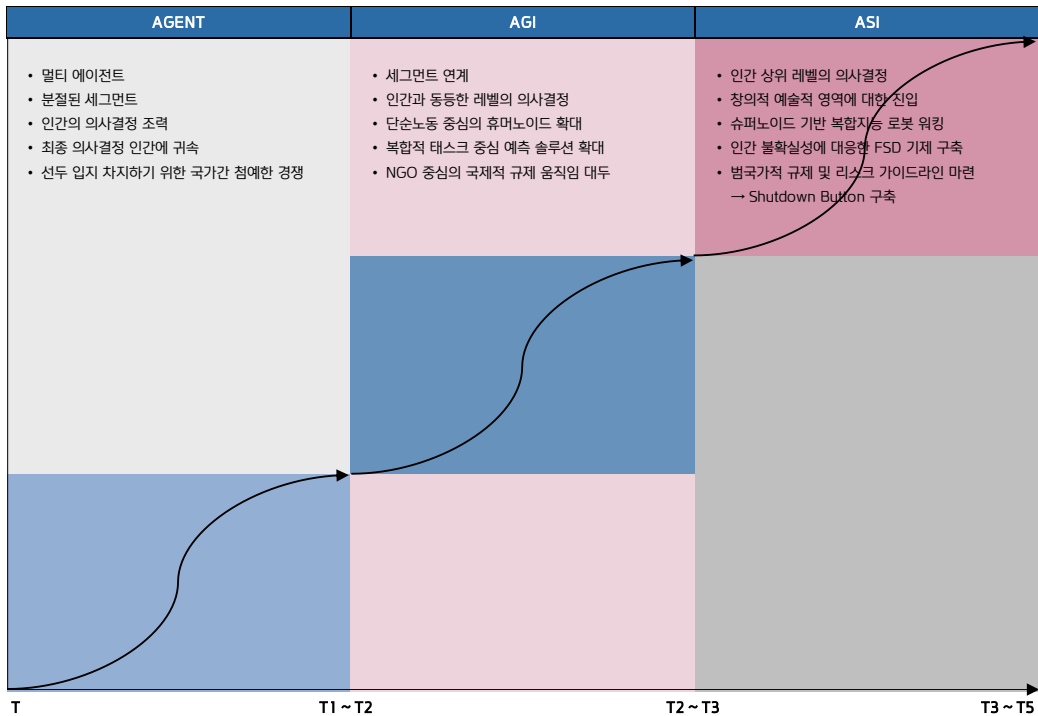 AGENT
AGI
ASI
• 멀티 에이전트
• 분절된 세그먼트
• 인간의 의사결정 조력
• 최종 의사결정 인간에 귀속
• 선두 입지 차지하기 위한 국가간 첨예한 경쟁
• 세그먼트 연계
• 인간과 동등한 레벨의 의사결정
• 단순노동 중심의 휴머노이드 확대
• 복합적 태스크 중심 예측 솔루션 확대
• NGO 중심의 국제적 규제 움직임 대두
• 인간 상위 레벨의 의사결정
• 창의적 예술적 영역에 대한 진입
• 슈퍼노이드 기반 복합지능 로봇 워킹
• 인간 불확실성에 대응한 FSD 기제 구축
• 범국가적 규제 및 리스크 가이드라인 마련
→ Shutdown Button 구축
T
T1 ~ T2
T2 ~ T3
T3 ~ T5